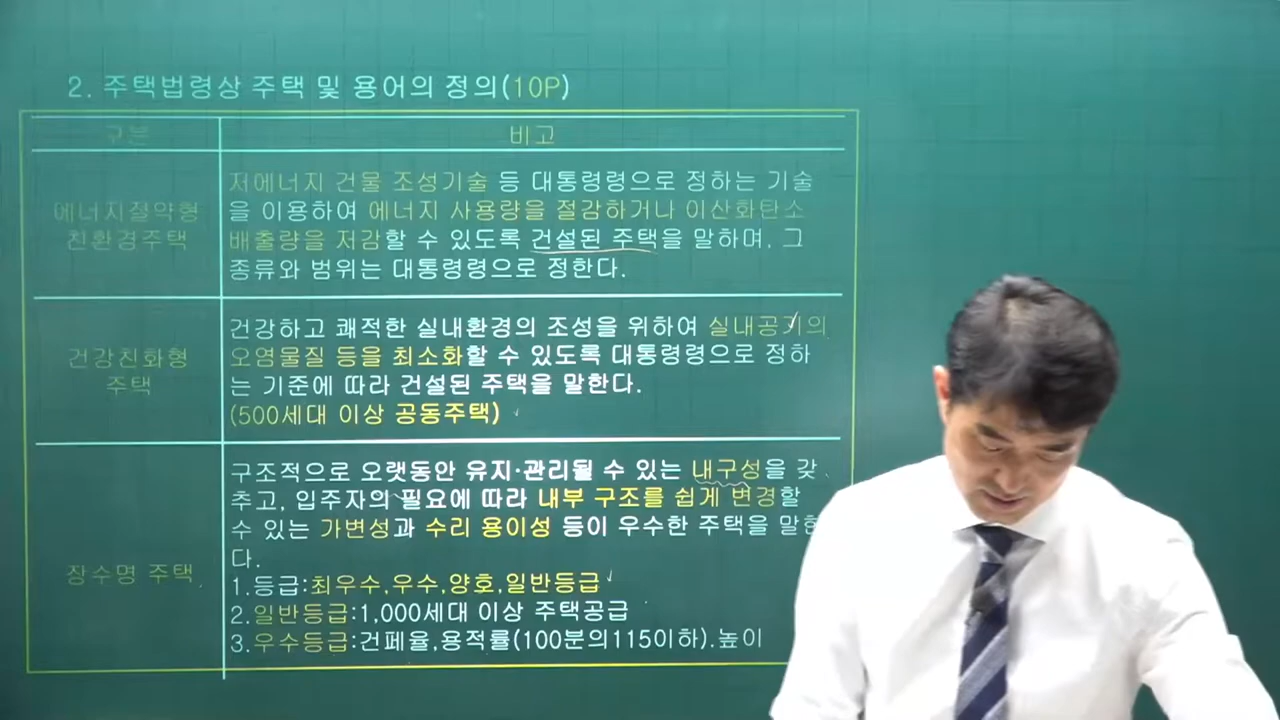 2. 주택법령상 주택 및 용어의 정의(10P)
구분
비고
에너지절약형
친환경주택
저에너지 건물 조성기술 등 대통령령으로 정하는 기술
을 이용하여 에너지 사용량을 절감하거나 이산화탄소
배출량을 저감할 수 있도록 건설된 주택을 말하며, 그
종류와 범위는 대통령령으로 정한다.
건강친화형
주택
건강하고 쾌적한 실내환경의 조성을 위하여 실내공기의
오염물질 등을 최소화할 수 있도록 대통령령으로 정하
는 기준에 따라 건설된 주택을 말한다.
(500세대 이상 공동주택)
장수명 주택
구조적으로 오랫동안 유지·관리될 수 있는 내구성을 갖
추고, 입주자의 필요에 따라 내부 구조를 쉽게 변경할
수 있는 가변성과 수리 용이성 등이 우수한 주택을 말한
다.
1.등급:최우수,우수,양호,일반등급
2.일반등급:1,000세대 이상 주택공급
3.우수등급:건페율,용적률(100분의115이하).높이